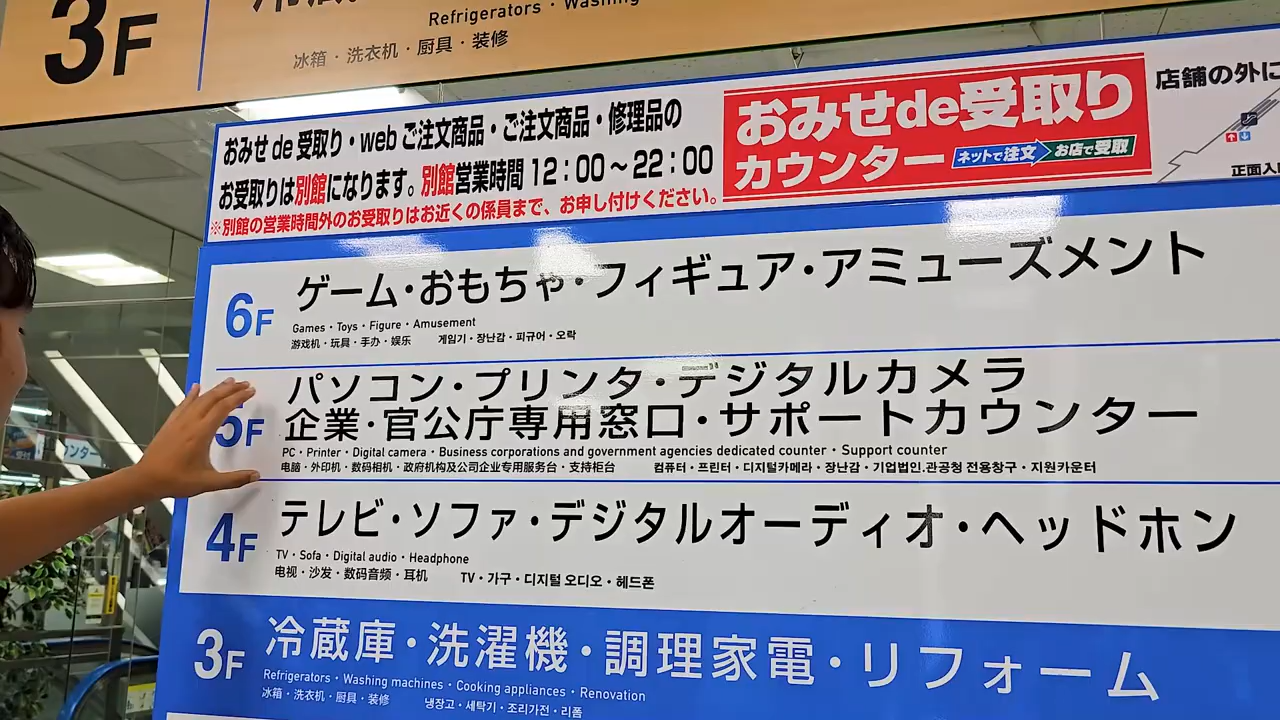 3F
Refrigerators・Washing
冰箱・洗衣机・厨具・装修
おみせde受取り・webご注文商品・ご注文商品・修理品の
お受取りは別館になります。別館営業時間 12:00～22:00
※別館の営業時間外のお受取りはお近くの係員まで、お申し付けください。
おみせde受取り
カウンター
ネットで注文
お店で受取
店舗の外に
6F
ゲーム・おもちゃ・フィギュア・アミューズメント
Games・Toys・Figure・Amusement
游戏机・玩具・手办・娱乐 게임기・장난감・피규어・오락
5F
パソコン・プリンタ・デジタルカメラ
企業・官公庁専用窓口・サポートカウンター
PC・Printer・Digital camera・Business corporations and government agencies dedicated counter・Support counter
电脑・外印机・数码相机・政府机构及公司企业专用服务台・支持柜台 컴퓨터・프린터・디지털카메라・장난감・기업법인.관공청 전용창구・지원카운터
4F
テレビ・ソファ・デジタルオーディオ・ヘッドホン
TV・Sofa・Digital audio・Headphone
电视・沙发・数码音频・耳机 TV・가구・디지털 오디오・헤드폰
3F
冷蔵庫・洗濯機・調理家電・リフォーム
Refrigerators・Washing machines・Cooking appliances・Renovation
冰箱・洗衣机・厨具・装修 냉장고・세탁기・조리가전・리폼